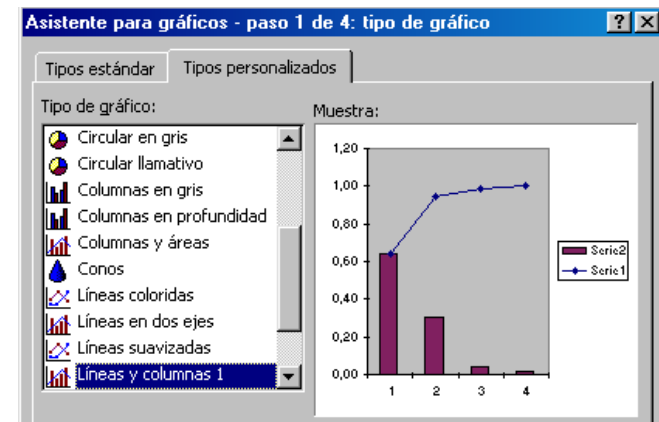 Asistente para gráficos - paso 1 de 4: tipo de gráfico
Tipos estándar
Tipos personalizados
Tipo de gráfico:
Circular en gris
Circular llamativo
Columnas en gris
Columnas en profundidad
Columnas y áreas
Conos
Líneas coloridas
Líneas en dos ejes
Líneas suavizadas
Líneas y columnas 1
Muestra:
1,20
1,00
0,80
0,60
0,40
0,20
0,00
1 2 3 4
Serie2
Serie1